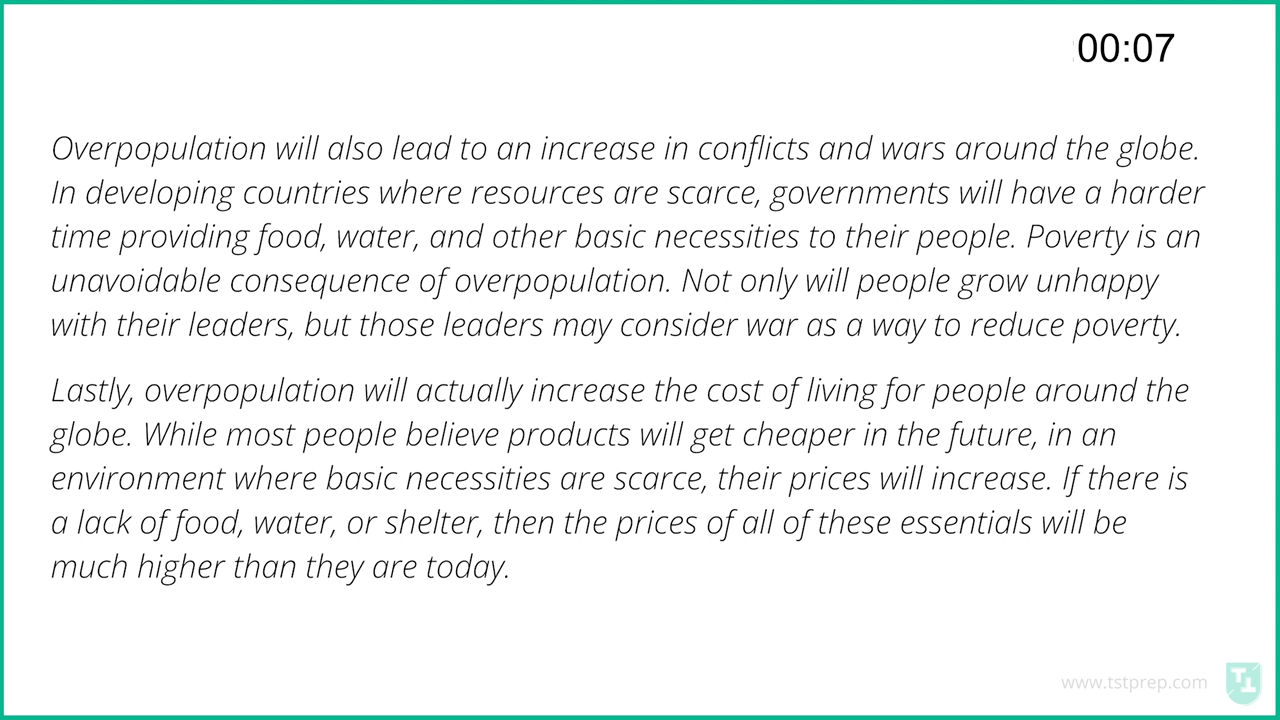 00:07
Overpopulation will also lead to an increase in conflicts and wars around the globe.
In developing countries where resources are scarce, governments will have a harder
time providing food, water, and other basic necessities to their people. Poverty is an
unavoidable consequence of overpopulation. Not only will people grow unhappy
with their leaders, but those leaders may consider war as a way to reduce poverty.
Lastly, overpopulation will actually increase the cost of living for people around the
globe. While most people believe products will get cheaper in the future, in an
environment where basic necessities are scarce, their prices will increase. If there is
a lack of food, water, or shelter, then the prices of all of these essentials will be
much higher than they are today.
www.tstprep.com